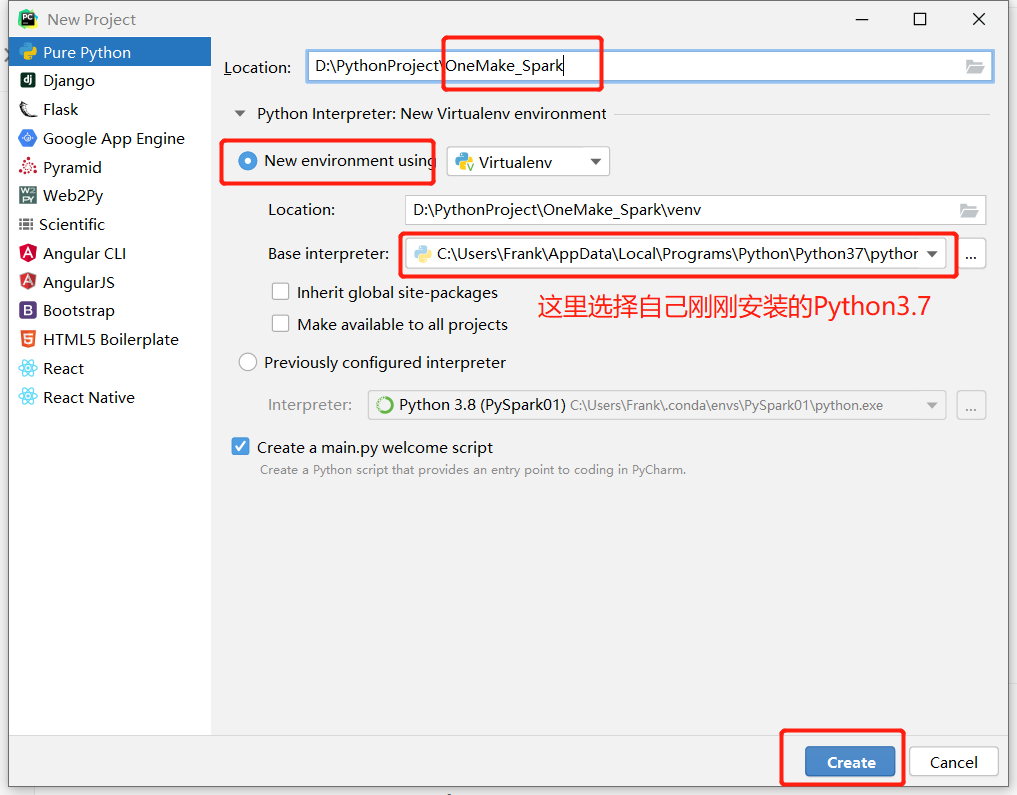 New Project
Pure Python
Django
Flask
Google App Engine
Pyramid
Web2Py
Scientific
Angular CLI
AngularJS
Bootstrap
HTML5 Boilerplate
React
React Native
Location: D:\PythonProject\OneMake_Spark
Python Interpreter: New Virtualenv environment
New environment using Virtualenv
Location: D:\PythonProject\OneMake_Spark\venv
Base interpreter: C:\Users\Frank\AppData\Local\Programs\Python\Python37\pythor ...
Inherit global site-packages
这里选择自己刚刚安装的Python3.7
Make available to all projects
Previously configured interpreter
Interpreter: Python 3.8 (PySpark01) C:\Users\Frank\.conda\envs\PySpark01\python.exe ...
Create a main.py welcome script
Create a Python script that provides an entry point to coding in PyCharm.
Create Cancel